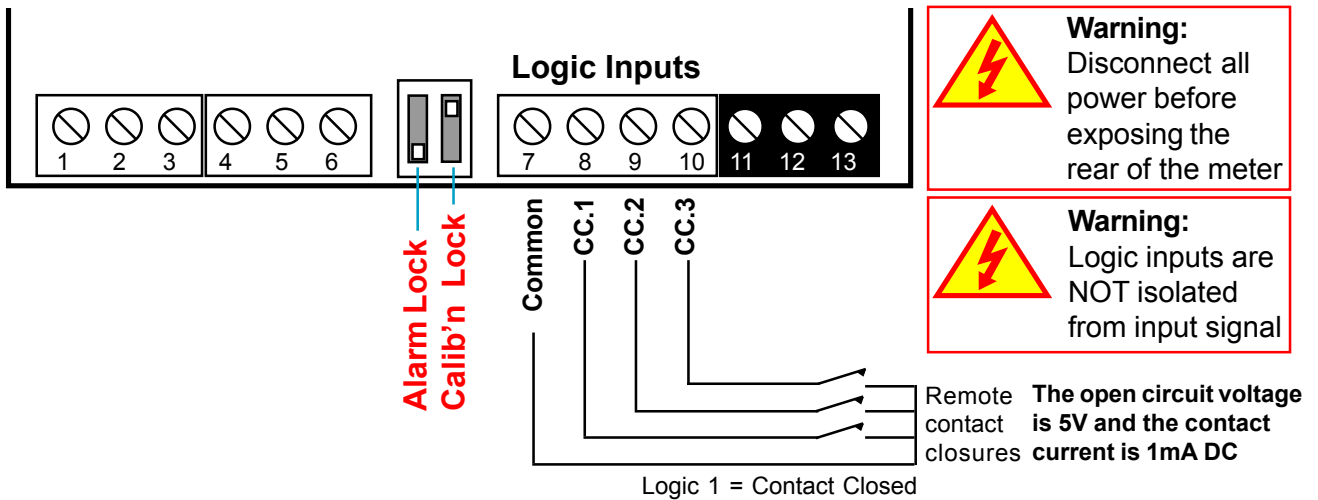 Logic Inputs
1 2 3 4 5 6 7 8 9 10 11 12 13
Alarm Lock
Calib'n Lock
Common
CC.1
CC.2
CC.3
Warning:
Disconnect all
power before
exposing the
rear of the meter
Warning:
Logic inputs are
NOT isolated
from input signal
Remote
contact
closures
The open circuit voltage
is 5V and the contact
current is 1mA DC
Logic 1 = Contact Closed